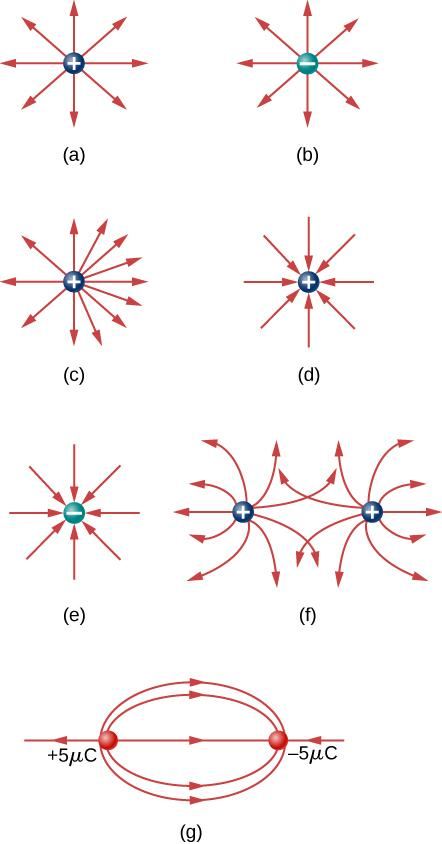 + −
(a) (b)
+ +
(c) (d)
− + +
(e) (f)
+5μC –5μC
(g)